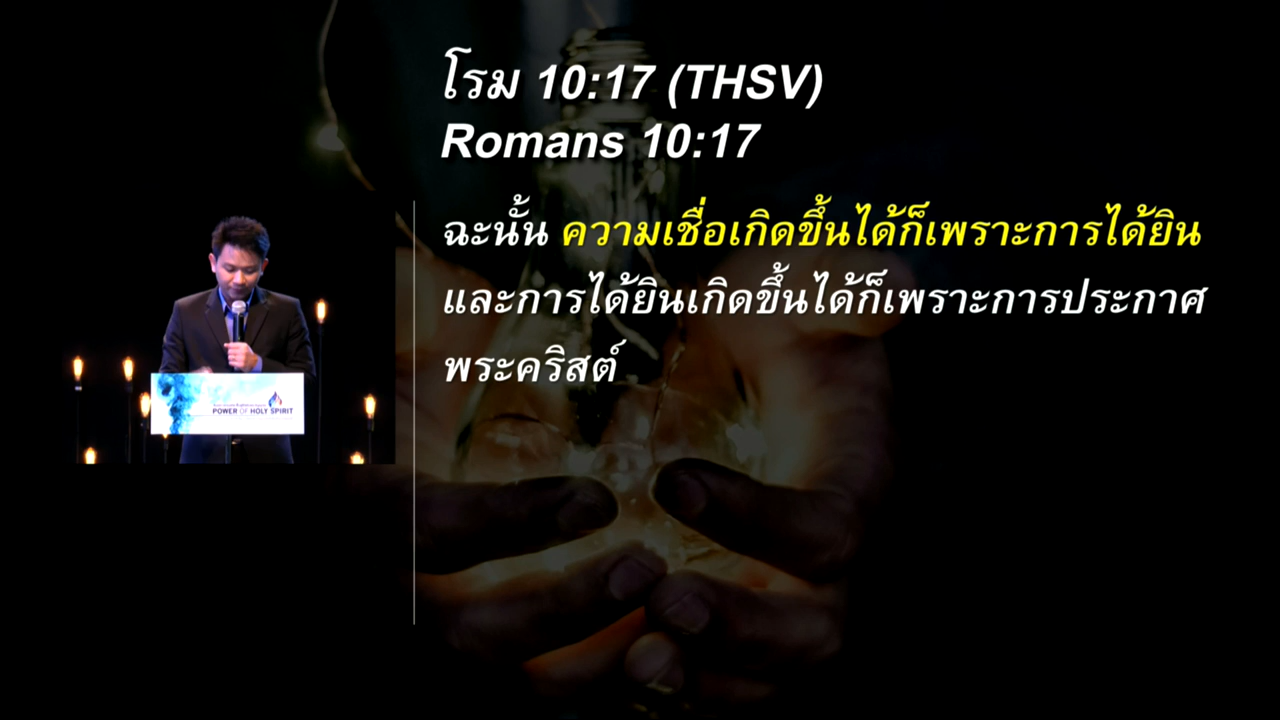 โรม 10:17 (THSV)
Romans 10:17
ฉะนั้น ความเชื่อเกิดขึ้นได้ก็เพราะการได้ยิน
และการได้ยินเกิดขึ้นได้ก็เพราะการประกาศ
พระคริสต์
POWER OF HOLY SPIRIT